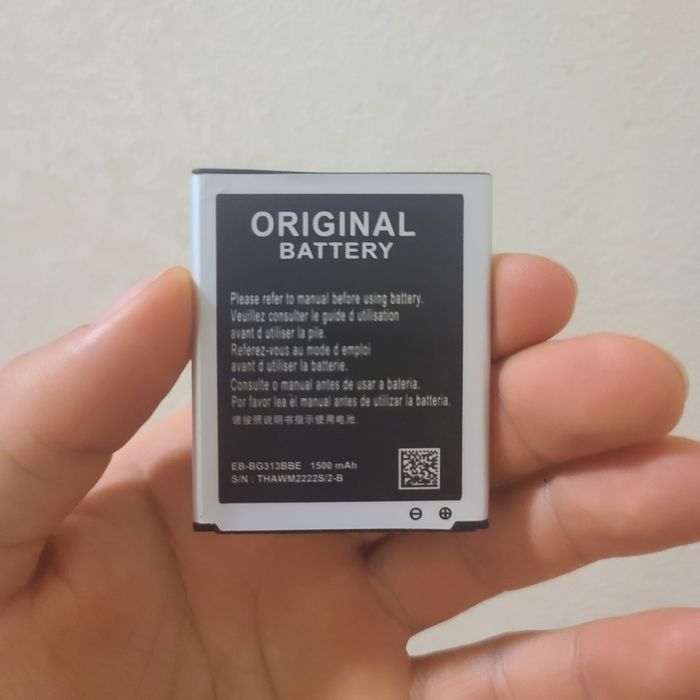 ORIGINAL
BATTERY
Please refer to manual before using battery.
Veuillez consulter le guide d utilisation
avant d utiliser la pile.
Referez-vous au mode d emploi
avant d utiliser la batterie.
Consulte o manual antes de usar a bateria.
Por favor lea èl manual antes de utilizar la batteria.
请按照说明书指示使用电池.
EB-BG313BBE 1500 mAh
S/N : THAWM2222S/2-B
⊖ ⊕